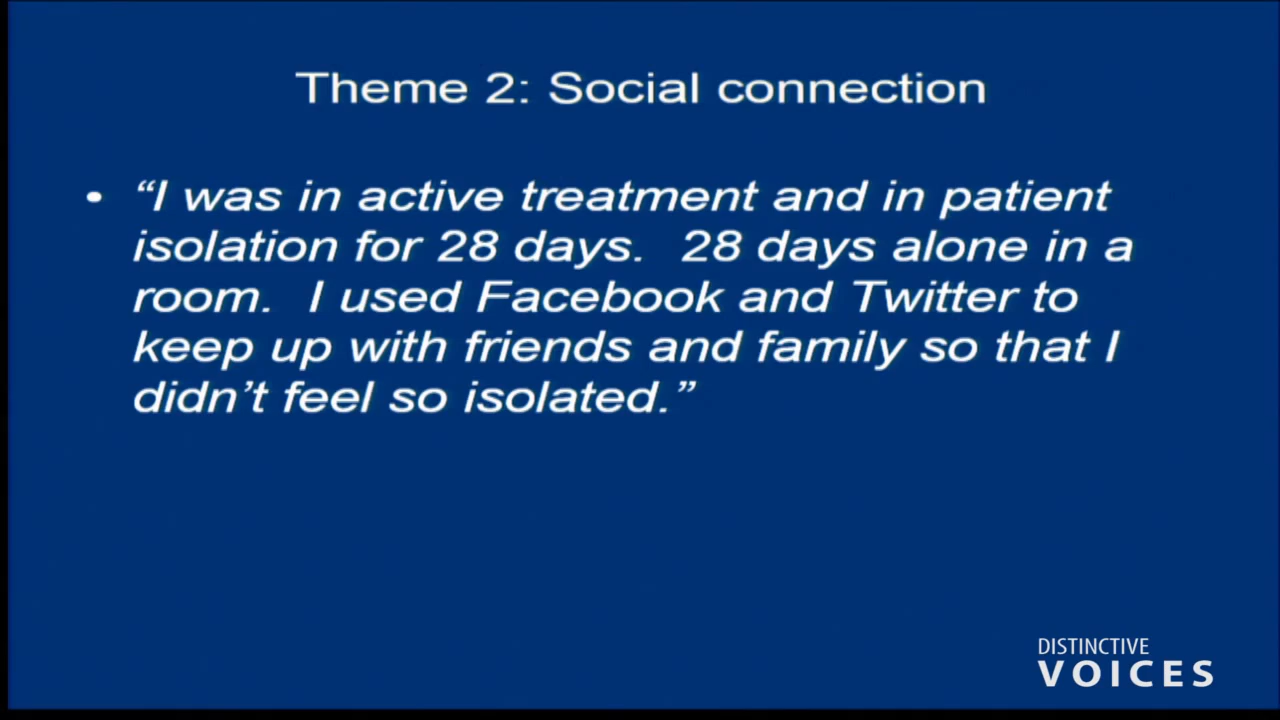 Theme 2: Social connection
• “I was in active treatment and in patient
isolation for 28 days.  28 days alone in a
room.  I used Facebook and Twitter to
keep up with friends and family so that I
didn’t feel so isolated.”
DISTINCTIVE
VOICES